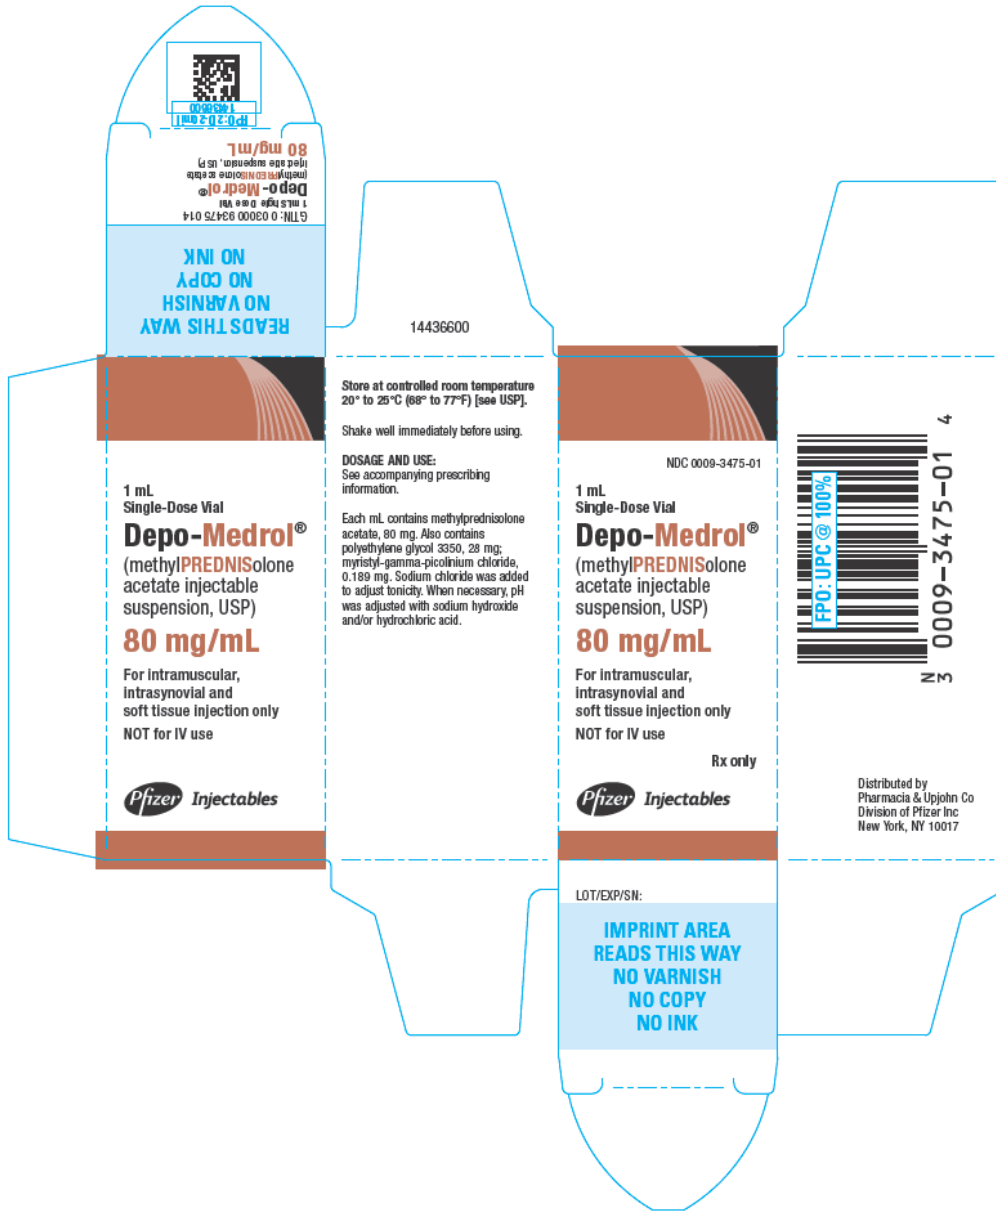 FPO: 2D-20mil
14436600
GTIN: 0 03000 93475 014
1 mL Single Dose Vial
Depo-Medrol®
(methylPREDNISolone acetate
injectable suspension, USP)
80 mg/mL
READS THIS WAY
NO VARNISH
NO COPY
NO INK
1 mL
Single-Dose Vial
Depo-Medrol®
(methylPREDNISolone
acetate injectable
suspension, USP)
80 mg/mL
For intramuscular,
intrasynovial and
soft tissue injection only
NOT for IV use
Pfizer Injectables
14436600
Store at controlled room temperature
20° to 25°C (68° to 77°F) [see USP].
Shake well immediately before using.
DOSAGE AND USE:
See accompanying prescribing
information.
Each mL contains methylprednisolone
acetate, 80 mg. Also contains
polyethylene glycol 3350, 28 mg;
myristyl-gamma-picolinium chloride,
0.189 mg. Sodium chloride was added
to adjust tonicity. When necessary, pH
was adjusted with sodium hydroxide
and/or hydrochloric acid.
NDC 0009-3475-01
1 mL
Single-Dose Vial
Depo-Medrol®
(methylPREDNISolone
acetate injectable
suspension, USP)
80 mg/mL
For intramuscular,
intrasynovial and
soft tissue injection only
NOT for IV use
Rx only
Pfizer Injectables
LOT/EXP/SN:
IMPRINT AREA
READS THIS WAY
NO VARNISH
NO COPY
NO INK
FPO: UPC @ 100%
N
3 0009-3475-01 4
Distributed by
Pharmacia & Upjohn Co
Division of Pfizer Inc
New York, NY 10017